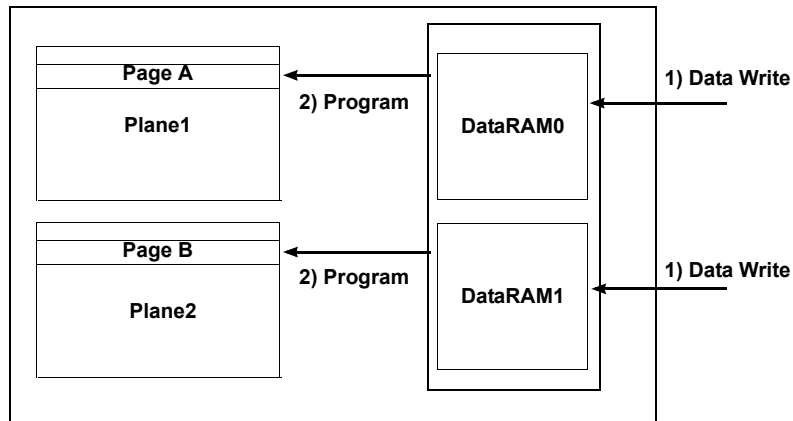 Page A
1) Data Write
2) Program
Plane1
DataRAM0
Page B
1) Data Write
2) Program
DataRAM1
Plane2